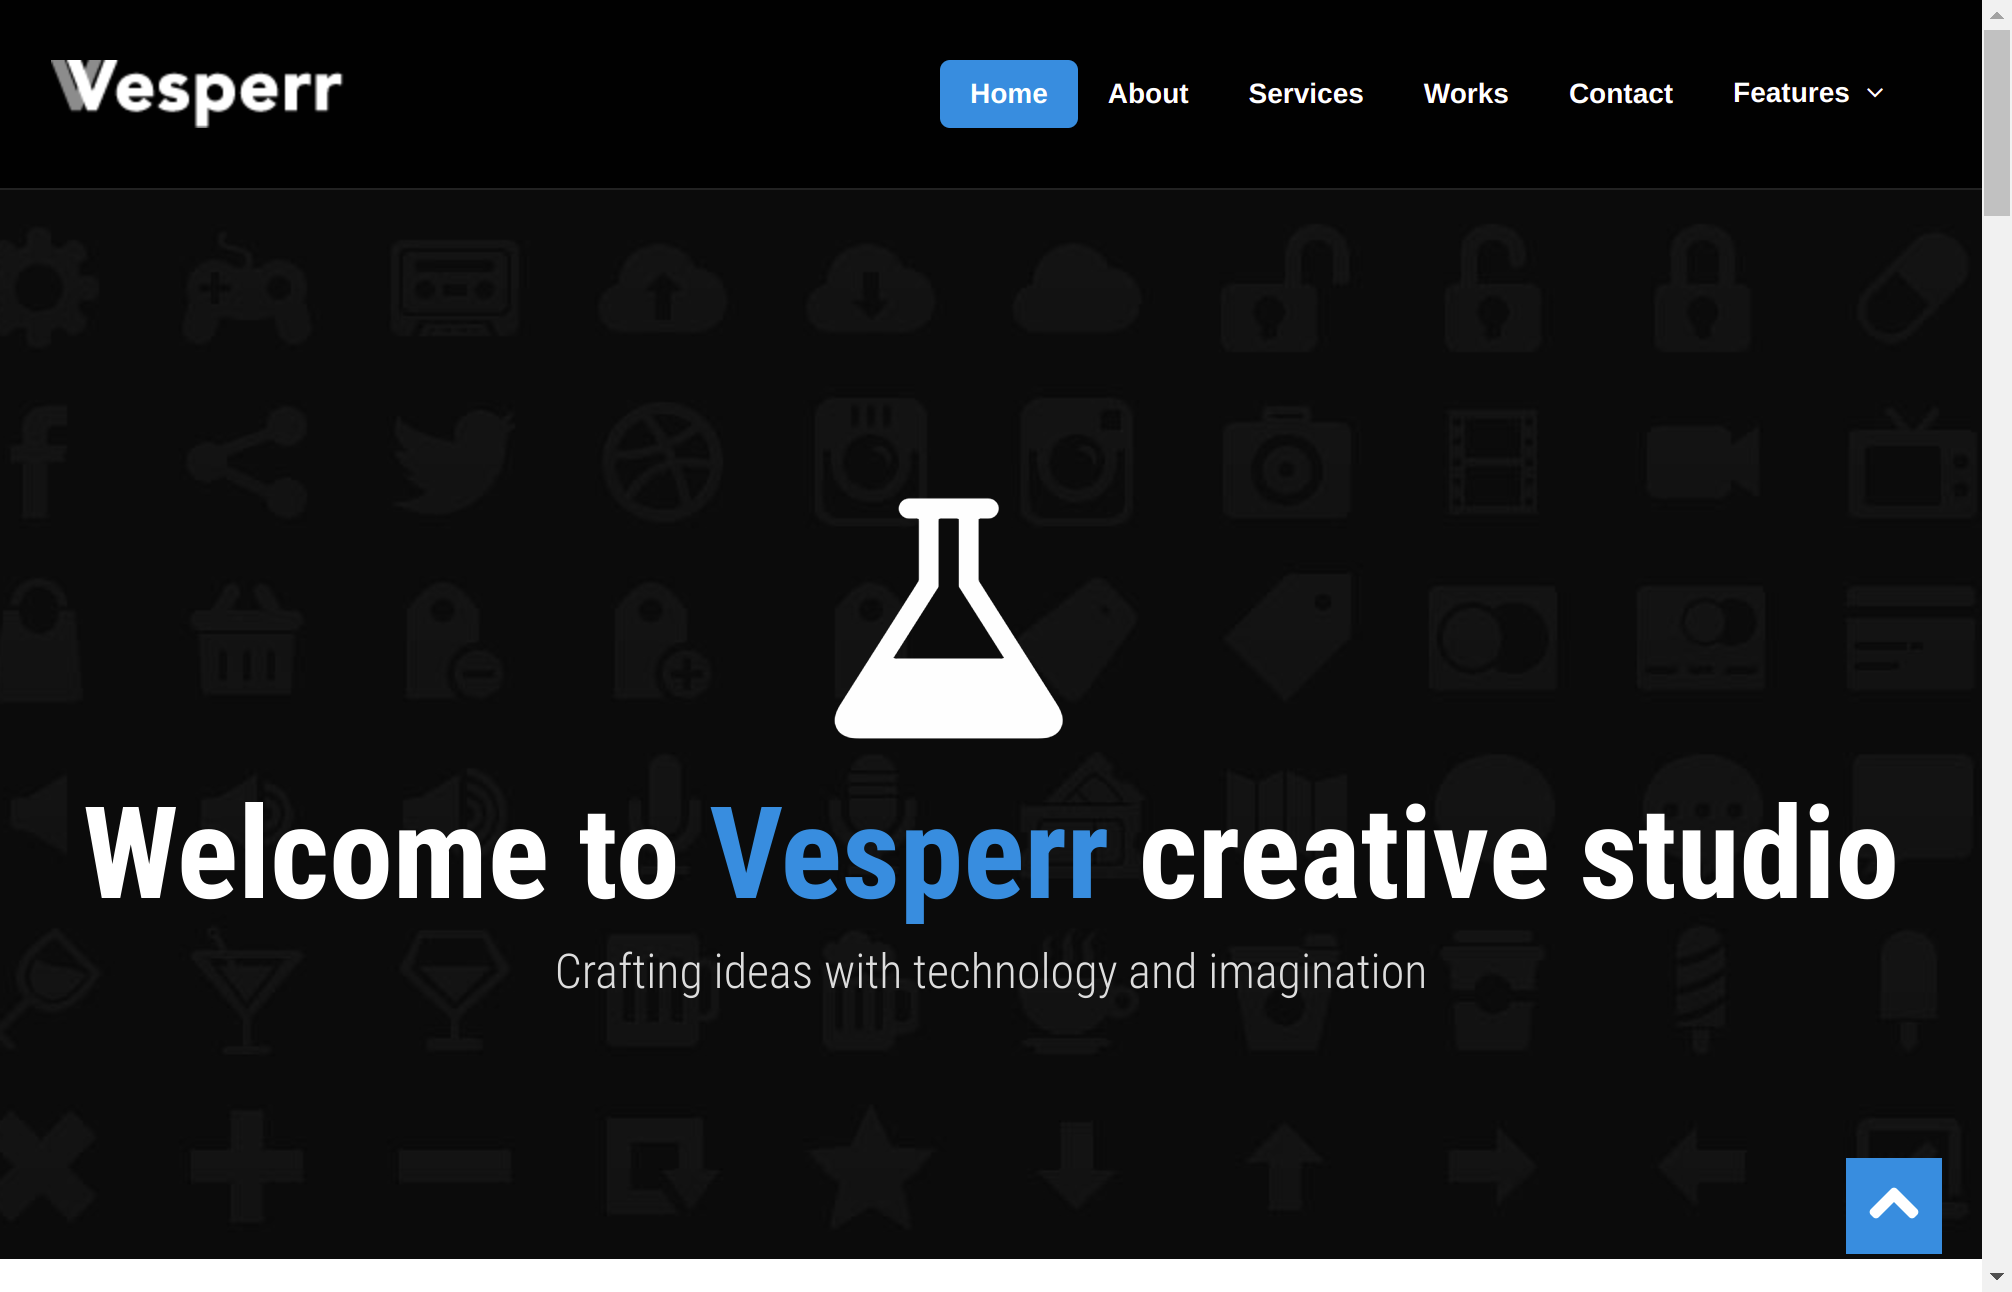 Vesperr
Home About Services Works Contact Features
Welcome to Vesperr creative studio
Crafting ideas with technology and imagination